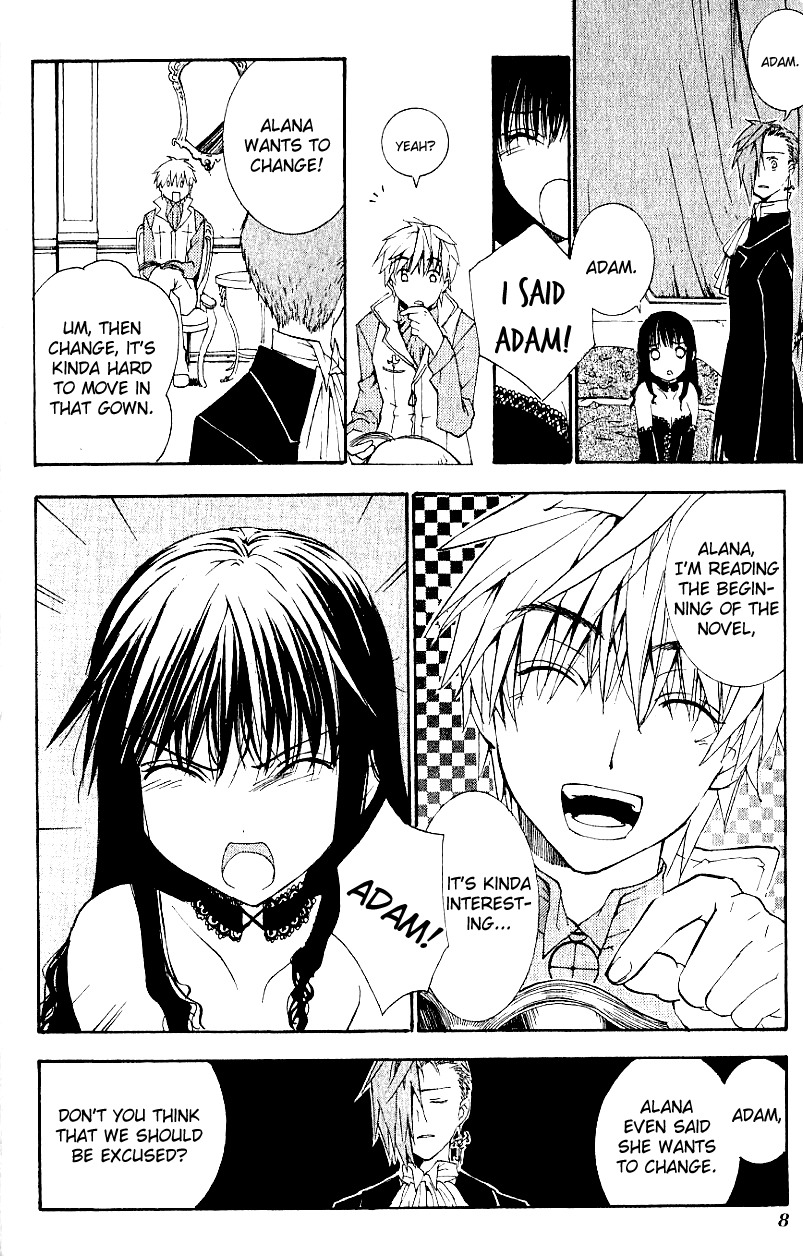 ADAM.
ADAM.
I SAID
ADAM!
YEAH?
ALANA
WANTS TO
CHANGE!
UM, THEN
CHANGE, IT'S
KINDA HARD
TO MOVE IN
THAT GOWN.
ALANA,
I'M READING
THE BEGIN-
NING OF THE
NOVEL,
IT'S KINDA
INTEREST-
ING...
ADAM!
ADAM,
ALANA
EVEN SAID
SHE WANTS
TO CHANGE.
DON'T YOU THINK
THAT WE SHOULD
BE EXCUSED?
8